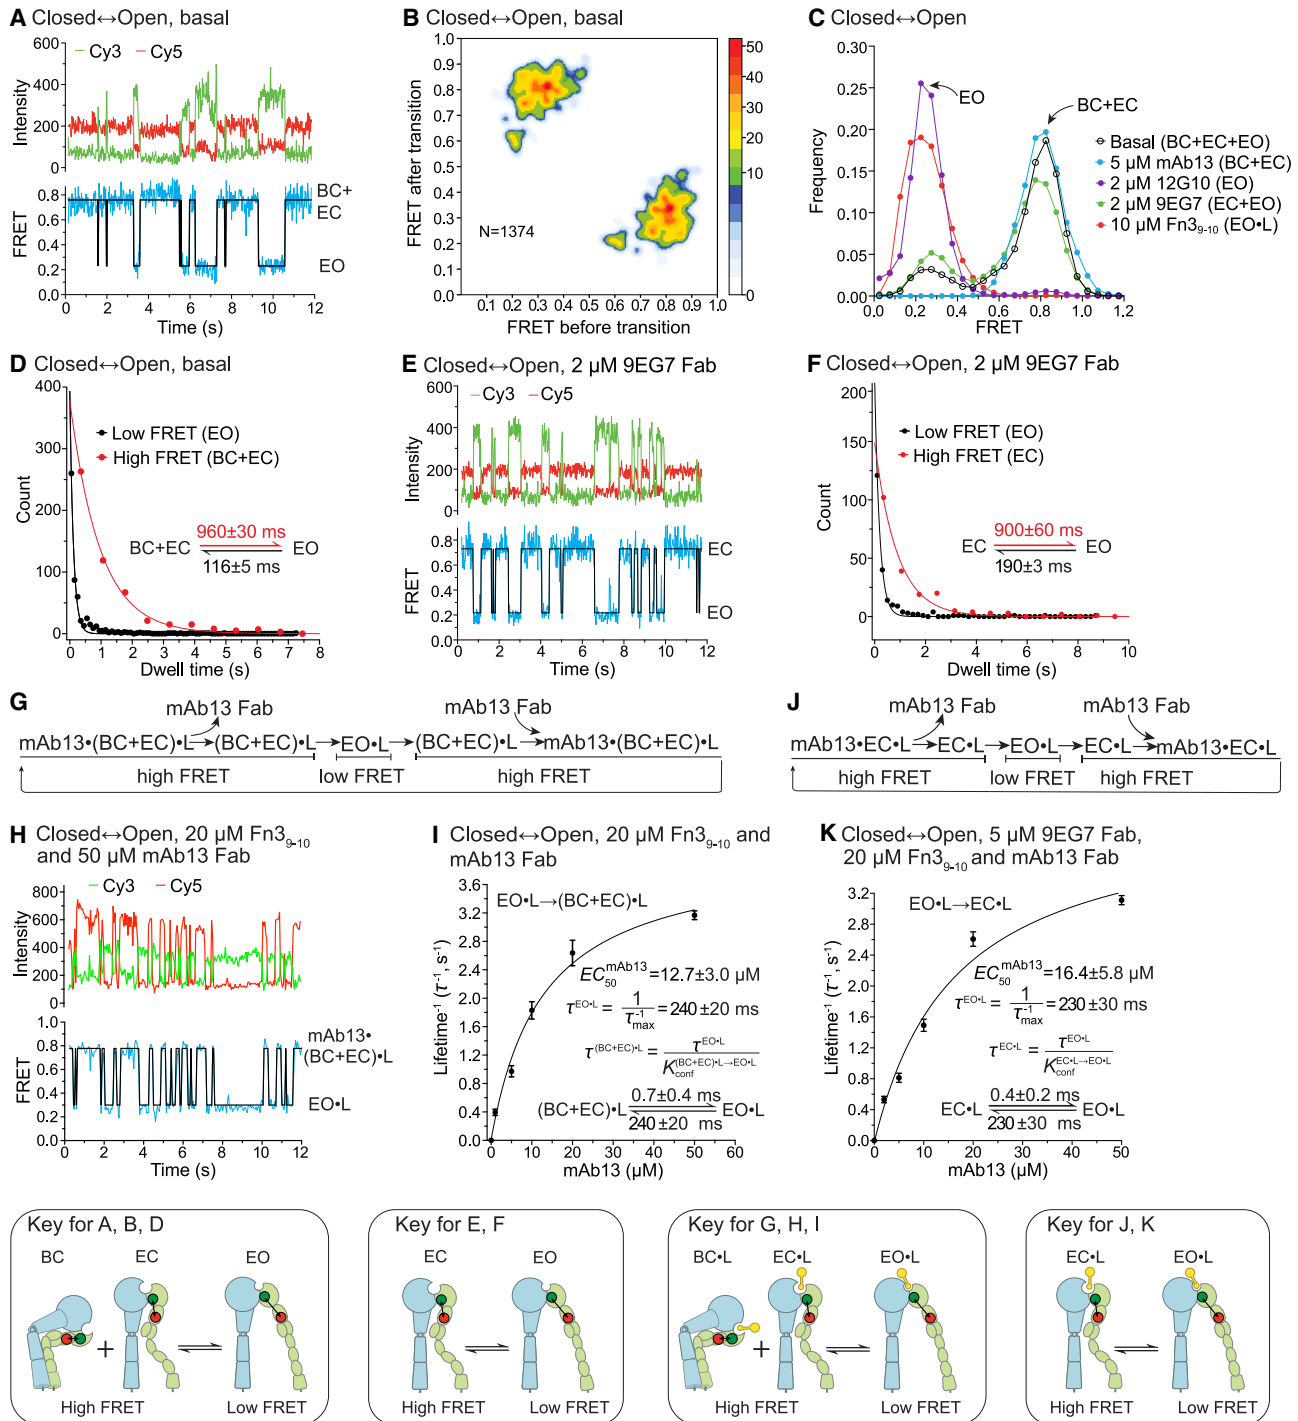 A Closed↔Open, basal
600
400
200
0
Intensity
Cy3 Cy5
0.8
0.6
0.4
0.2
0.0
FRET
BC+
EC
EO
0 2 4 6 8 10 12
Time (s)
B Closed↔Open, basal
1.0
0.9
0.8
0.7
0.6
0.5
0.4
0.3
0.2
0.1
0.0
FRET after transition
N=1374
0.1 0.2 0.3 0.4 0.5 0.6 0.7 0.8 0.9 1.0
FRET before transition
50
40
30
20
10
0
C Closed↔Open
0.30
0.25
0.20
0.15
0.10
0.05
0.00
Frequency
EO
BC+EC
Basal (BC+EC+EO)
5 µM mAb13 (BC+EC)
2 µM 12G10 (EO)
2 µM 9EG7 (EC+EO)
10 µM Fn3₉₋₁₀ (EO•L)
0.0 0.2 0.4 0.6 0.8 1.0 1.2
FRET
D Closed↔Open, basal
400
300
200
100
0
Count
Low FRET (EO)
High FRET (BC+EC)
960±30 ms
BC+EC EO
116±5 ms
0 1 2 3 4 5 6 7 8
Dwell time (s)
E Closed↔Open, 2 µM 9EG7 Fab
600
400
200
0
Intensity
Cy3 Cy5
0.8
0.6
0.4
0.2
0.0
FRET
EC
EO
0 2 4 6 8 10 12
Time (s)
F Closed↔Open, 2 µM 9EG7 Fab
200
150
100
50
0
Count
Low FRET (EO)
High FRET (EC)
900±60 ms
EC EO
190±3 ms
0 2 4 6 8 10
Dwell time (s)
G
mAb13 Fab mAb13 Fab
mAb13•(BC+EC)•L→(BC+EC)•L→EO•L→(BC+EC)•L→mAb13•(BC+EC)•L
high FRET low FRET high FRET
J
mAb13 Fab mAb13 Fab
mAb13•EC•L→EC•L→EO•L→EC•L→mAb13•EC•L
high FRET low FRET high FRET
H Closed↔Open, 20 µM Fn3₉₋₁₀
and 50 µM mAb13 Fab
Cy3 Cy5
800
600
400
200
0
Intensity
1.0
0.8
0.6
0.4
0.2
0.0
FRET
mAb13•
(BC+EC)•L
EO•L
0 2 4 6 8 10 12
Time (s)
I Closed↔Open, 20 µM Fn3₉₋₁₀ and
mAb13 Fab
3.6
3.2
2.8
2.4
2.0
1.6
1.2
0.8
0.4
0.0
Lifetime⁻¹ (τ⁻¹, s⁻¹)
EO•L→(BC+EC)•L
EC₅₀^mAb13=12.7±3.0 µM
τ^EO•L = 1/τ⁻¹max =240±20 ms
τ^(BC+EC)•L = τ^EO•L/Kconf^(BC+EC)•L→EO•L
0.7±0.4 ms
(BC+EC)•L EO•L
240±20 ms
0 10 20 30 40 50 60
mAb13 (µM)
K Closed↔Open, 5 µM 9EG7 Fab,
20 µM Fn3₉₋₁₀ and mAb13 Fab
3.2
2.8
2.4
2.0
1.6
1.2
0.8
0.4
0.0
Lifetime⁻¹ (τ⁻¹, s⁻¹)
EO•L→EC•L
EC₅₀^mAb13=16.4±5.8 µM
τ^EO•L = 1/τ⁻¹max =230±30 ms
τ^EC•L = τ^EO•L/Kconf^EC•L→EO•L
0.4±0.2 ms
EC•L EO•L
230±30 ms
0 10 20 30 40 50
mAb13 (µM)
Key for A, B, D
BC EC EO
+
High FRET Low FRET
Key for E, F
EC EO
High FRET Low FRET
Key for G, H, I
BC•L EC•L EO•L
+
High FRET Low FRET
Key for J, K
EC•L EO•L
High FRET Low FRET